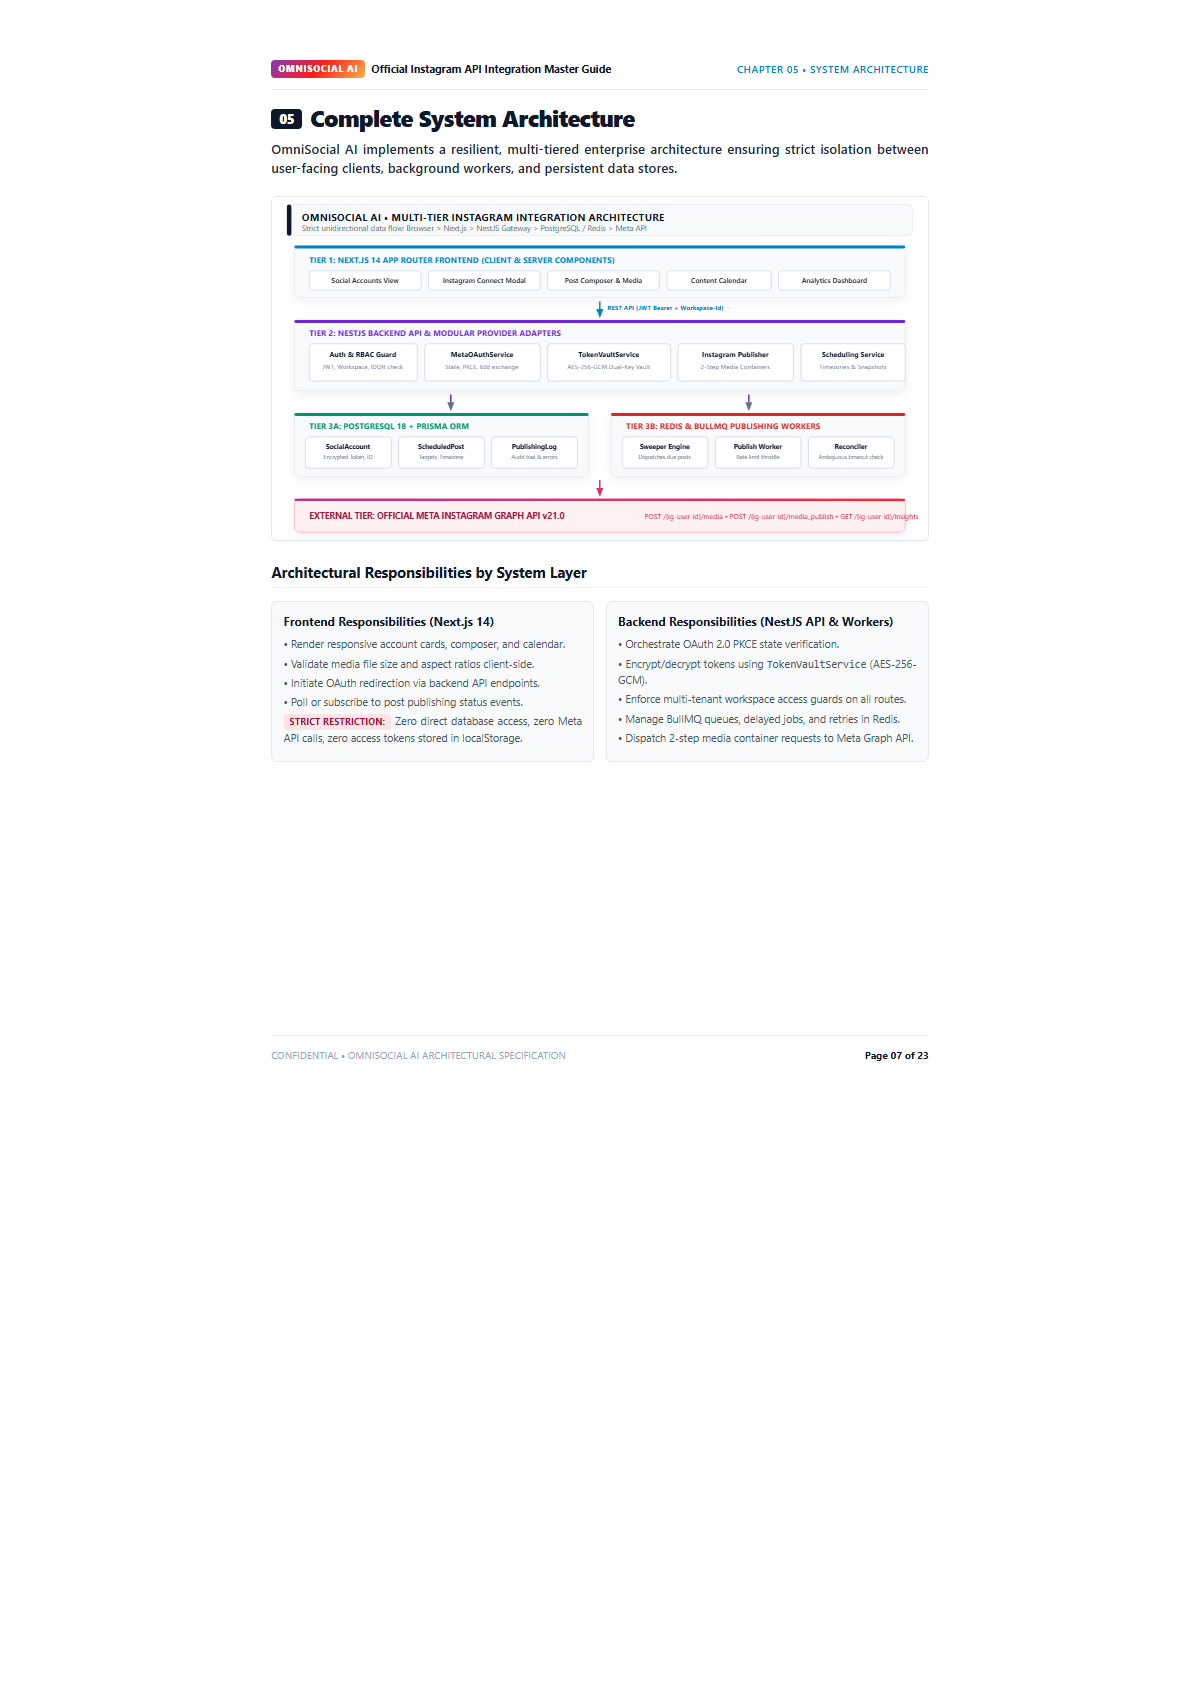 OMNISOCIAL AI Official Instagram API Integration Master Guide
CHAPTER 05 • SYSTEM ARCHITECTURE
05 Complete System Architecture
OmniSocial AI implements a resilient, multi-tiered enterprise architecture ensuring strict isolation between
user-facing clients, background workers, and persistent data stores.
OMNISOCIAL AI • MULTI-TIER INSTAGRAM INTEGRATION ARCHITECTURE
Strict unidirectional data flow: Browser > Next.js > NestJS Gateway > PostgreSQL / Redis > Meta API
TIER 1: NEXT.JS 14 APP ROUTER FRONTEND (CLIENT & SERVER COMPONENTS)
Social Accounts View
Instagram Connect Modal
Post Composer & Media
Content Calendar
Analytics Dashboard
REST API (JWT Bearer + Workspace-Id)
TIER 2: NESTJS BACKEND API & MODULAR PROVIDER ADAPTERS
Auth & RBAC Guard
JWT, Workspace, IDOR check
MetaOAuthService
State, PKCE, 60d exchange
TokenVaultService
AES-256-GCM Dual-Key Vault
Instagram Publisher
2-Step Media Containers
Scheduling Service
Timezones & Snapshots
TIER 3A: POSTGRESQL 18 + PRISMA ORM
SocialAccount
Encrypted Token, ID
ScheduledPost
Targets, Timezone
PublishingLog
Audit trail & errors
TIER 3B: REDIS & BULLMQ PUBLISHING WORKERS
Sweeper Engine
Dispatches due posts
Publish Worker
Rate limit throttle
Reconciler
Ambiguous timeout check
EXTERNAL TIER: OFFICIAL META INSTAGRAM GRAPH API v21.0
POST /{ig-user-id}/media • POST /{ig-user-id}/media_publish • GET /{ig-user-id}/insights
Architectural Responsibilities by System Layer
Frontend Responsibilities (Next.js 14)
• Render responsive account cards, composer, and calendar.
• Validate media file size and aspect ratios client-side.
• Initiate OAuth redirection via backend API endpoints.
• Poll or subscribe to post publishing status events.
STRICT RESTRICTION: Zero direct database access, zero Meta
API calls, zero access tokens stored in localStorage.
Backend Responsibilities (NestJS API & Workers)
• Orchestrate OAuth 2.0 PKCE state verification.
• Encrypt/decrypt tokens using TokenVaultService (AES-256-
GCM).
• Enforce multi-tenant workspace access guards on all routes.
• Manage BullMQ queues, delayed jobs, and retries in Redis.
• Dispatch 2-step media container requests to Meta Graph API.
CONFIDENTIAL • OMNISOCIAL AI ARCHITECTURAL SPECIFICATION
Page 07 of 23